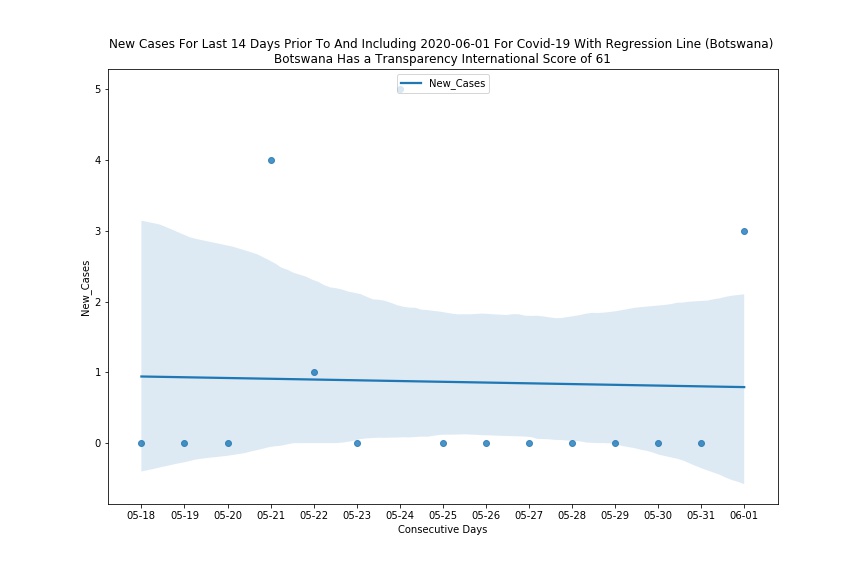 New Cases For Last 14 Days Prior To And Including 2020-06-01 For Covid-19 With Regression Line (Botswana)
Botswana Has a Transparency International Score of 61
New_Cases
5
4
3
2
1
0
New_Cases
05-18 05-19 05-20 05-21 05-22 05-23 05-24 05-25 05-26 05-27 05-28 05-29 05-30 05-31 06-01
Consecutive Days